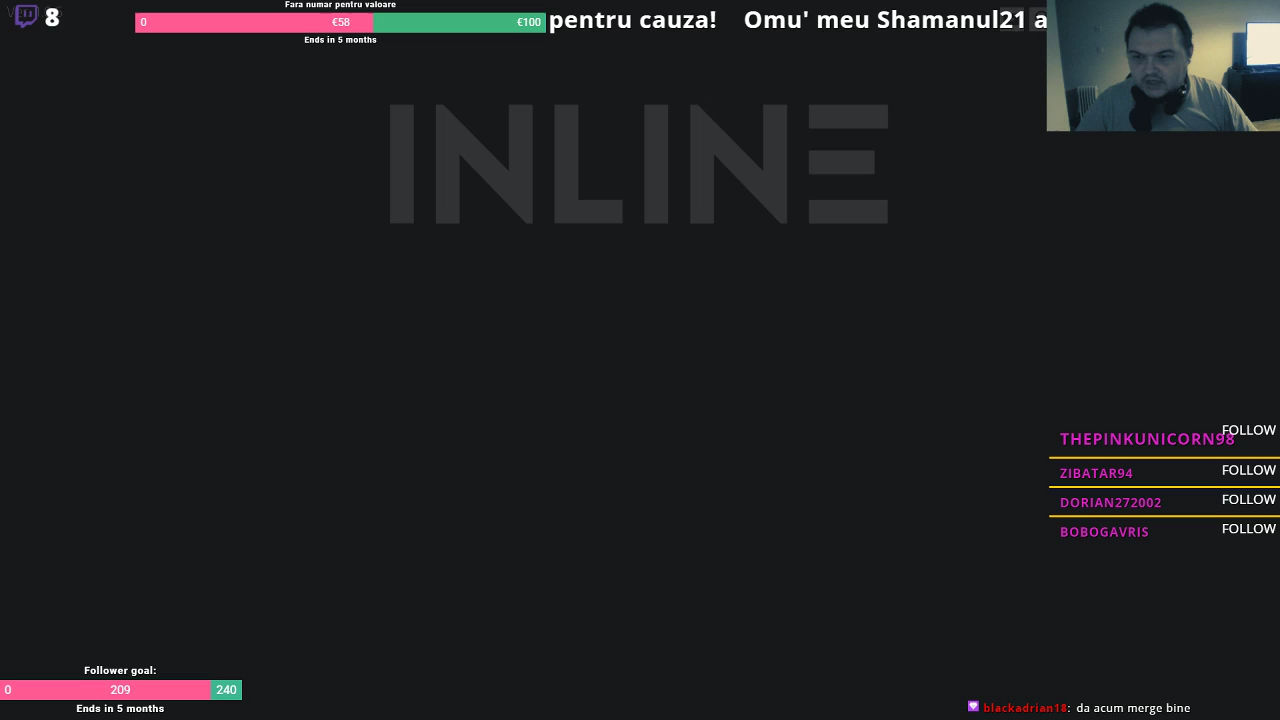 8
Fara numar pentru valoare
0 €58 €100
Ends in 5 months
pentru cauza! Omu' meu Shamanul21 a
INLINE
THEPINKUNICORN98 FOLLOW
ZIBATAR94 FOLLOW
DORIAN272002 FOLLOW
BOBOGAVRIS FOLLOW
Follower goal:
0 209 240
Ends in 5 months
blackadrian18: da acum merge bine